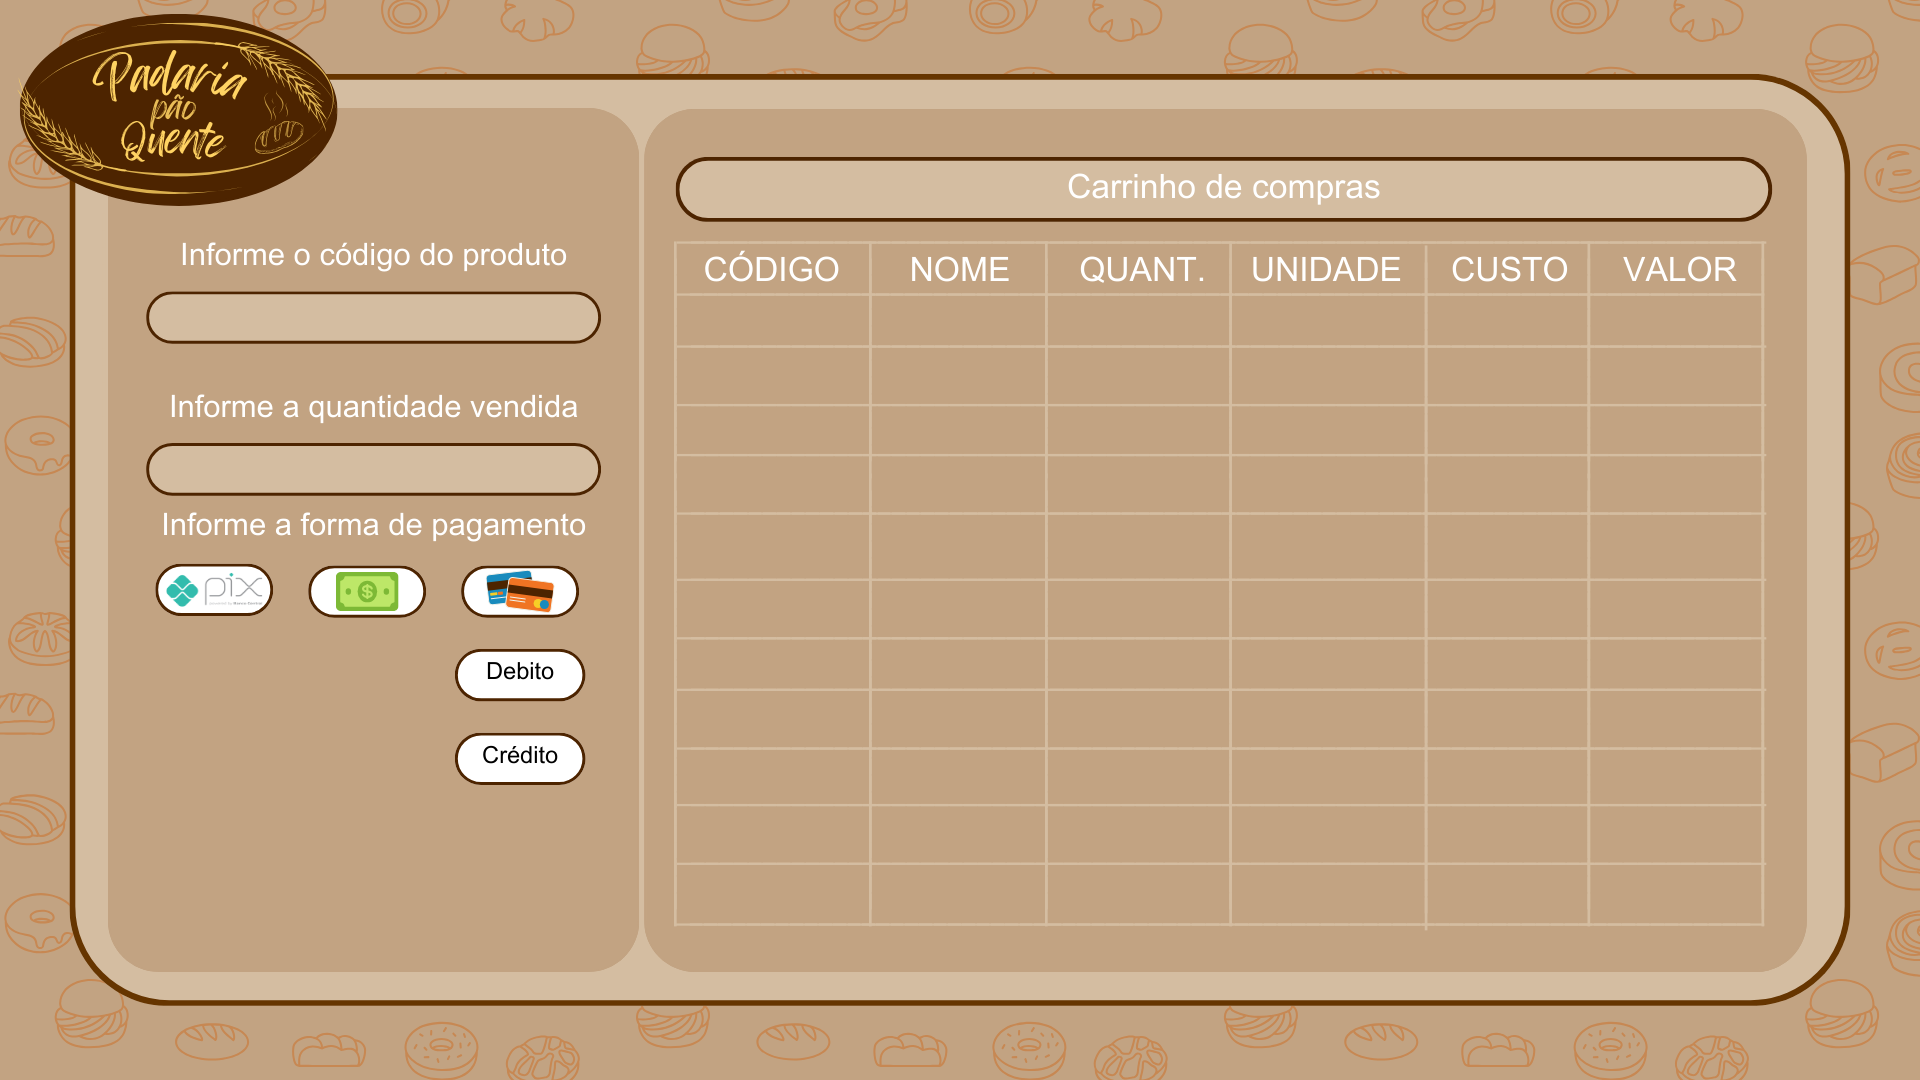 Padaria
pão
Quente
Carrinho de compras
Informe o código do produto
CÓDIGO NOME QUANT. UNIDADE CUSTO VALOR
Informe a quantidade vendida
Informe a forma de pagamento
pix
$
Debito
Crédito